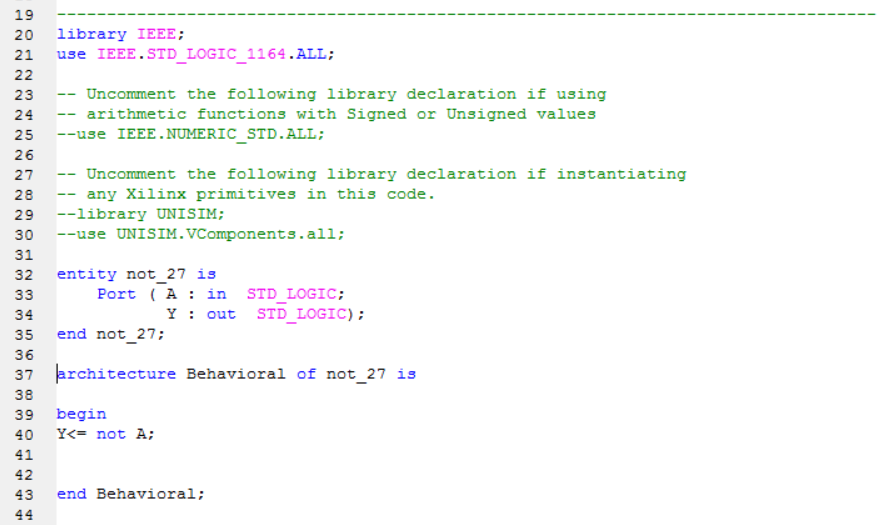 19 ----------------------------------------------------------------------------------
20 library IEEE;
21 use IEEE.STD_LOGIC_1164.ALL;
22
23 -- Uncomment the following library declaration if using
24 -- arithmetic functions with Signed or Unsigned values
25 --use IEEE.NUMERIC_STD.ALL;
26
27 -- Uncomment the following library declaration if instantiating
28 -- any Xilinx primitives in this code.
29 --library UNISIM;
30 --use UNISIM.VComponents.all;
31
32 entity not_27 is
33     Port ( A : in  STD_LOGIC;
34            Y : out  STD_LOGIC);
35 end not_27;
36
37 architecture Behavioral of not_27 is
38
39 begin
40 Y<= not A;
41
42
43 end Behavioral;
44